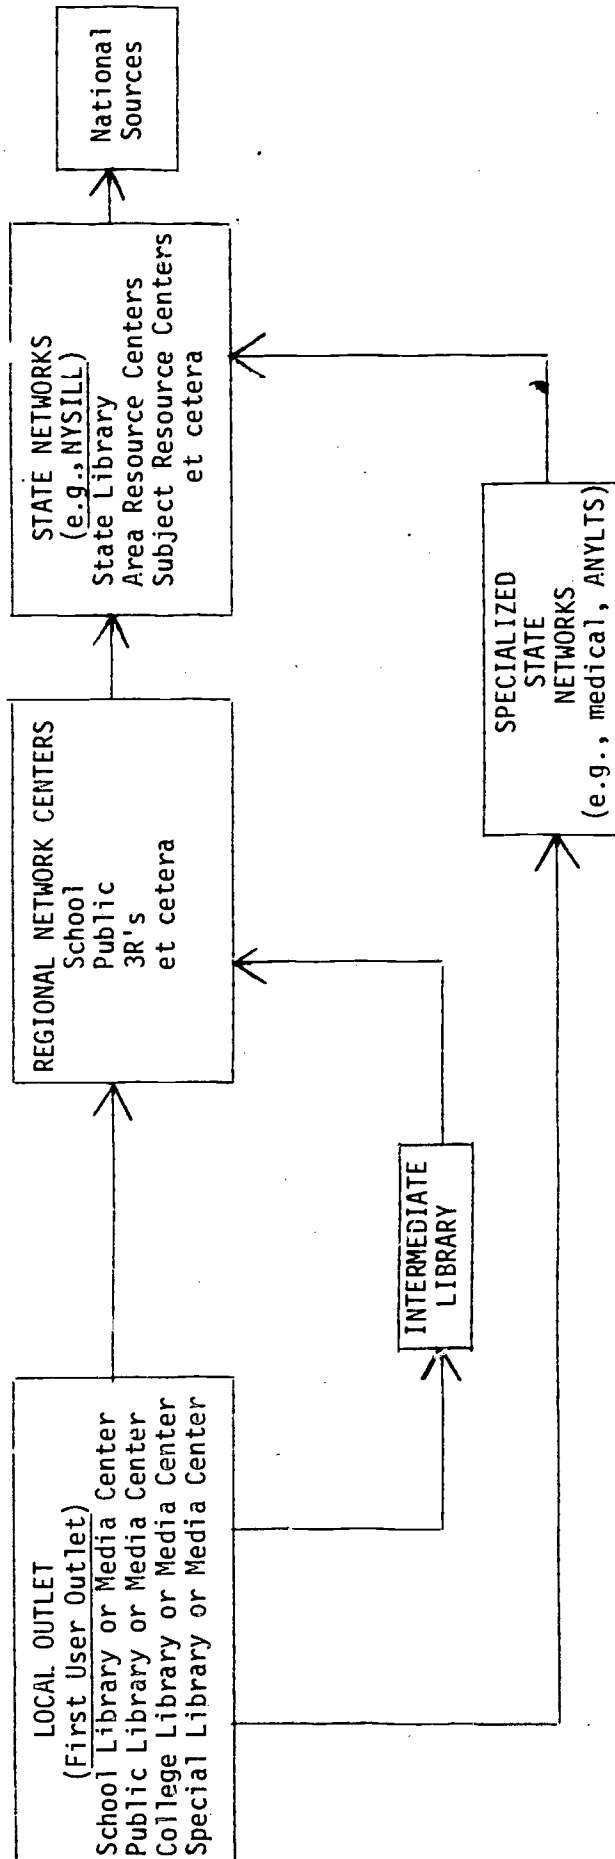 LOCAL OUTLET
(First User Outlet)
School Library or Media Center
Public Library or Media Center
College Library or Media Center
Special Library or Media Center
INTERMEDIATE
LIBRARY
REGIONAL NETWORK CENTERS
School
Public
3R's
et cetera
SPECIALIZED
STATE
NETWORKS
(e.g., medical, ANYLTS)
STATE NETWORKS
(e.g.,NYSILL)
State Library
Area Resource Centers
Subject Resource Centers
et cetera
National
Sources